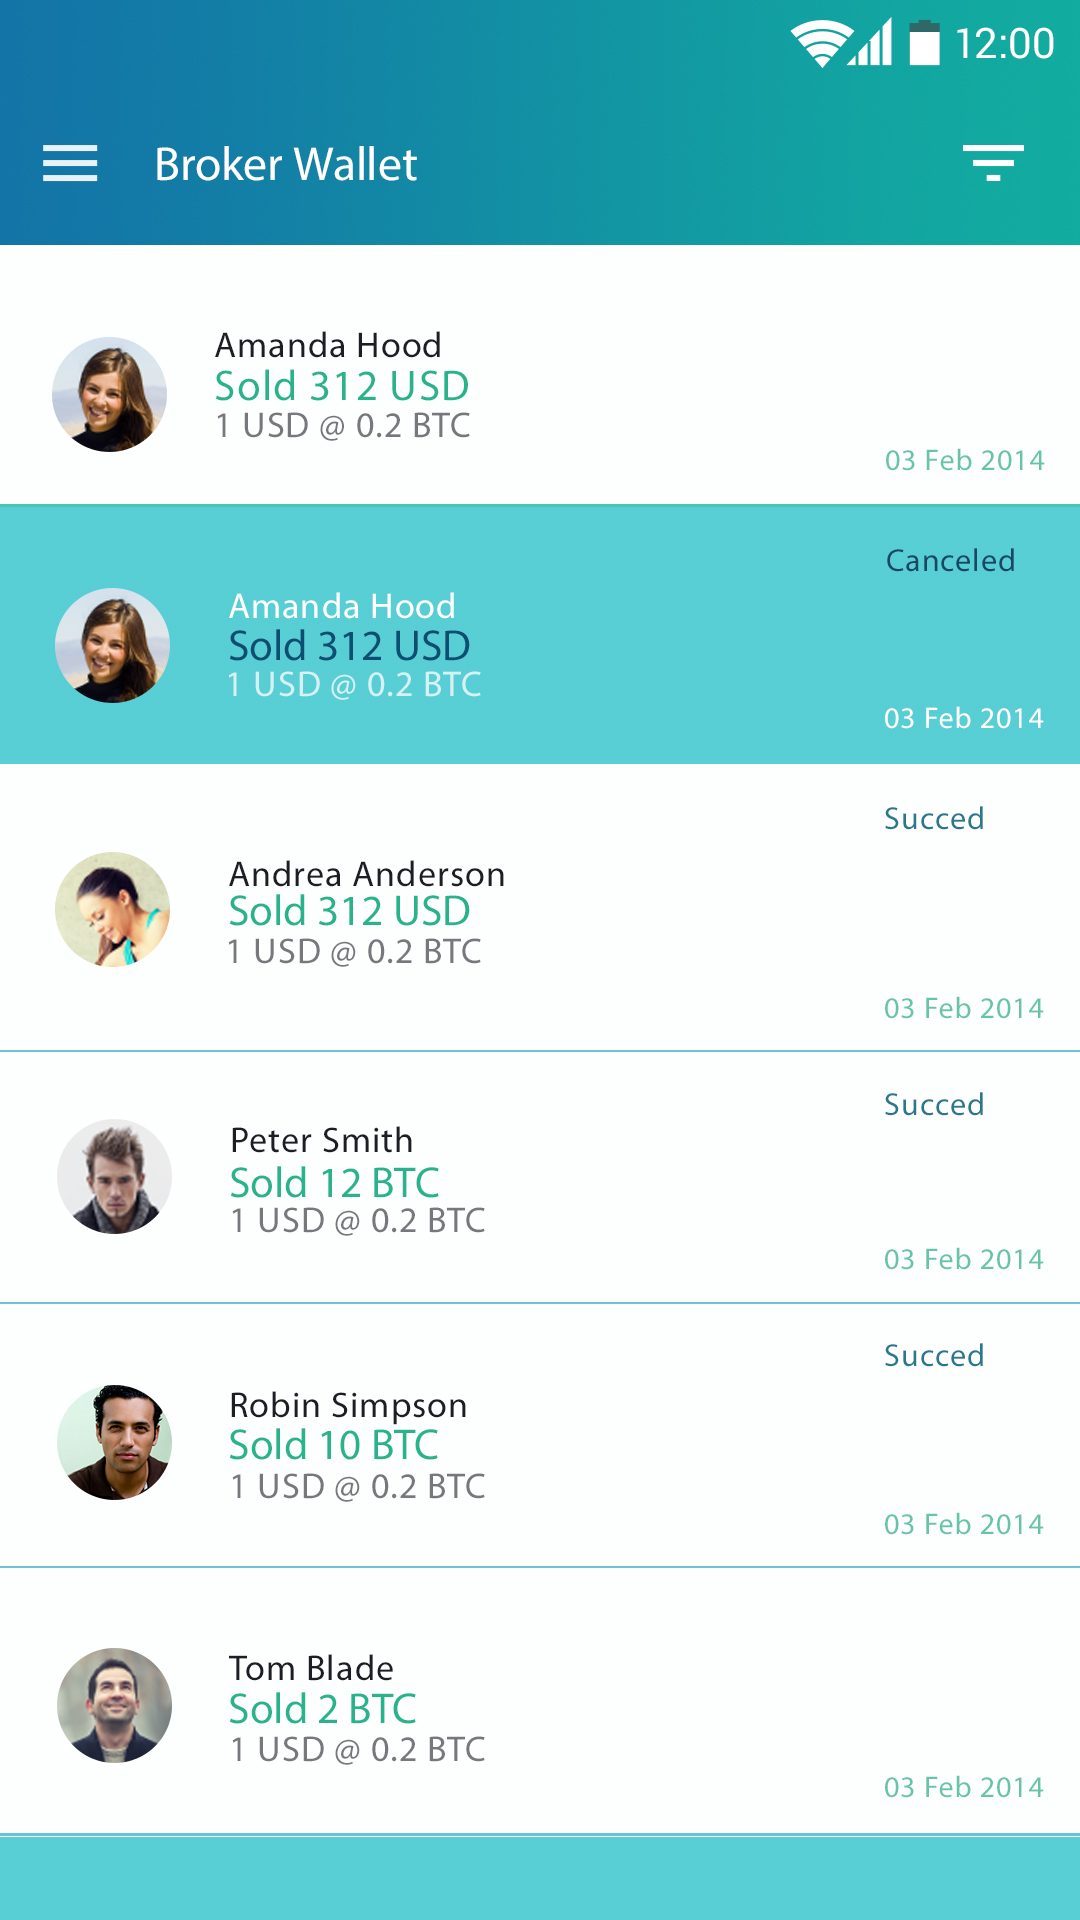 12:00
Broker Wallet
Amanda Hood
Sold 312 USD
1 USD @ 0.2 BTC
03 Feb 2014
Canceled
Amanda Hood
Sold 312 USD
1 USD @ 0.2 BTC
03 Feb 2014
Succed
Andrea Anderson
Sold 312 USD
1 USD @ 0.2 BTC
03 Feb 2014
Succed
Peter Smith
Sold 12 BTC
1 USD @ 0.2 BTC
03 Feb 2014
Succed
Robin Simpson
Sold 10 BTC
1 USD @ 0.2 BTC
03 Feb 2014
Tom Blade
Sold 2 BTC
1 USD @ 0.2 BTC
03 Feb 2014